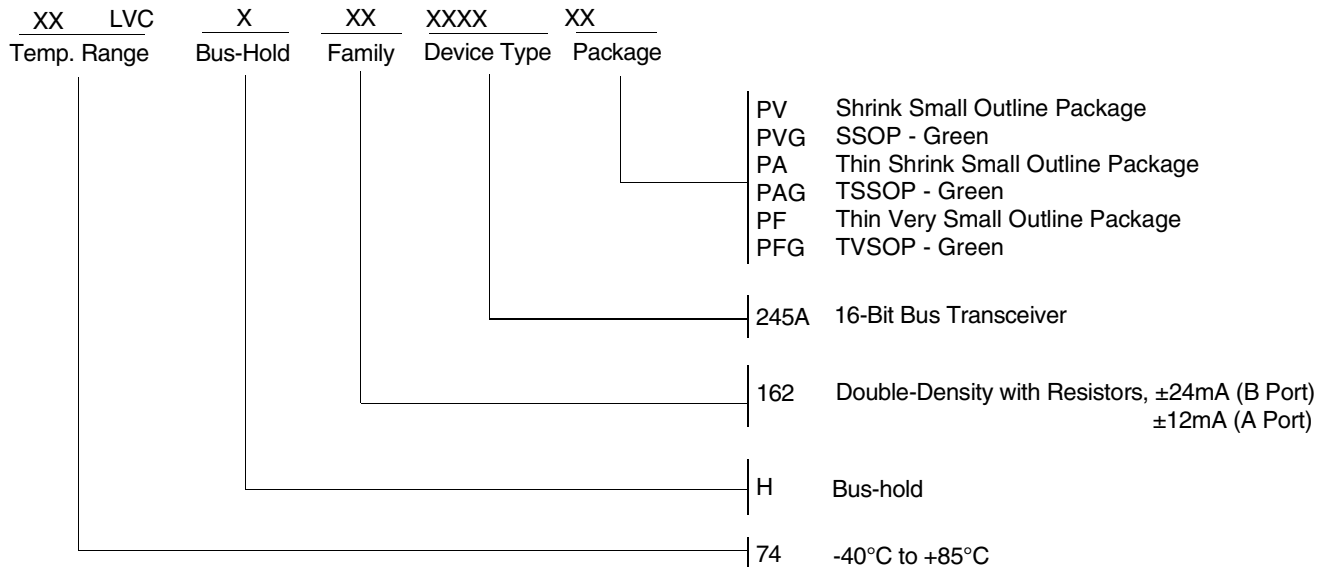 XX LVC X XX XXXX XX
Temp. Range Bus-Hold Family Device Type Package
PV Shrink Small Outline Package
PVG SSOP - Green
PA Thin Shrink Small Outline Package
PAG TSSOP - Green
PF Thin Very Small Outline Package
PFG TVSOP - Green
245A 16-Bit Bus Transceiver
162 Double-Density with Resistors, ±24mA (B Port)
±12mA (A Port)
H Bus-hold
74 -40°C to +85°C